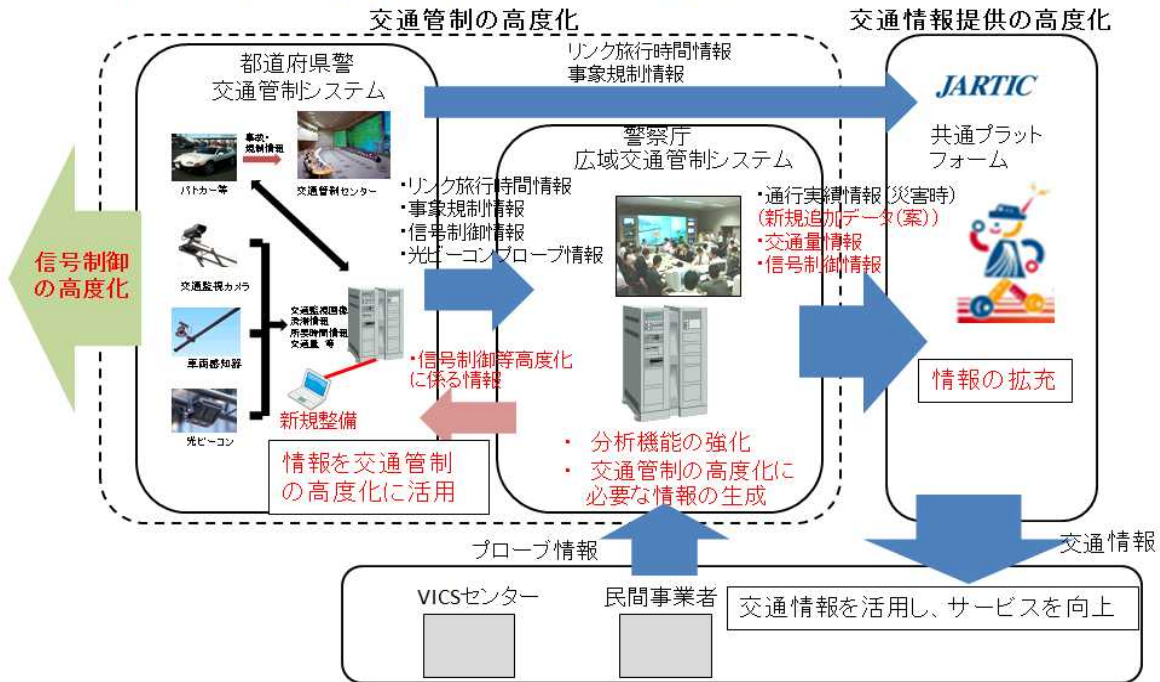 交通管制の高度化
交通情報提供の高度化
都道府県警
交通管制システム
リンク旅行時間情報
事象規制情報
JARTIC
共通プラット
フォーム
事故・
規制情報
パトカー等
交通管制センター
警察庁
広域交通管制システム
・リンク旅行時間情報
・事象規制情報
・信号制御情報
・光ビーコンプローブ情報
・通行実績情報(災害時)
(新規追加データ(案))
・交通量情報
・信号制御情報
信号制御
の高度化
交通監視カメラ
交通監視画像
渋滞情報
所要時間情報
交通量 等
車両感知器
・信号制御等高度化
に係る情報
情報の拡充
新規整備
光ビーコン
情報を交通管制
の高度化に活用
・ 分析機能の強化
・ 交通管制の高度化に
必要な情報の生成
プローブ情報
交通情報
VICSセンター
民間事業者
交通情報を活用し、サービスを向上